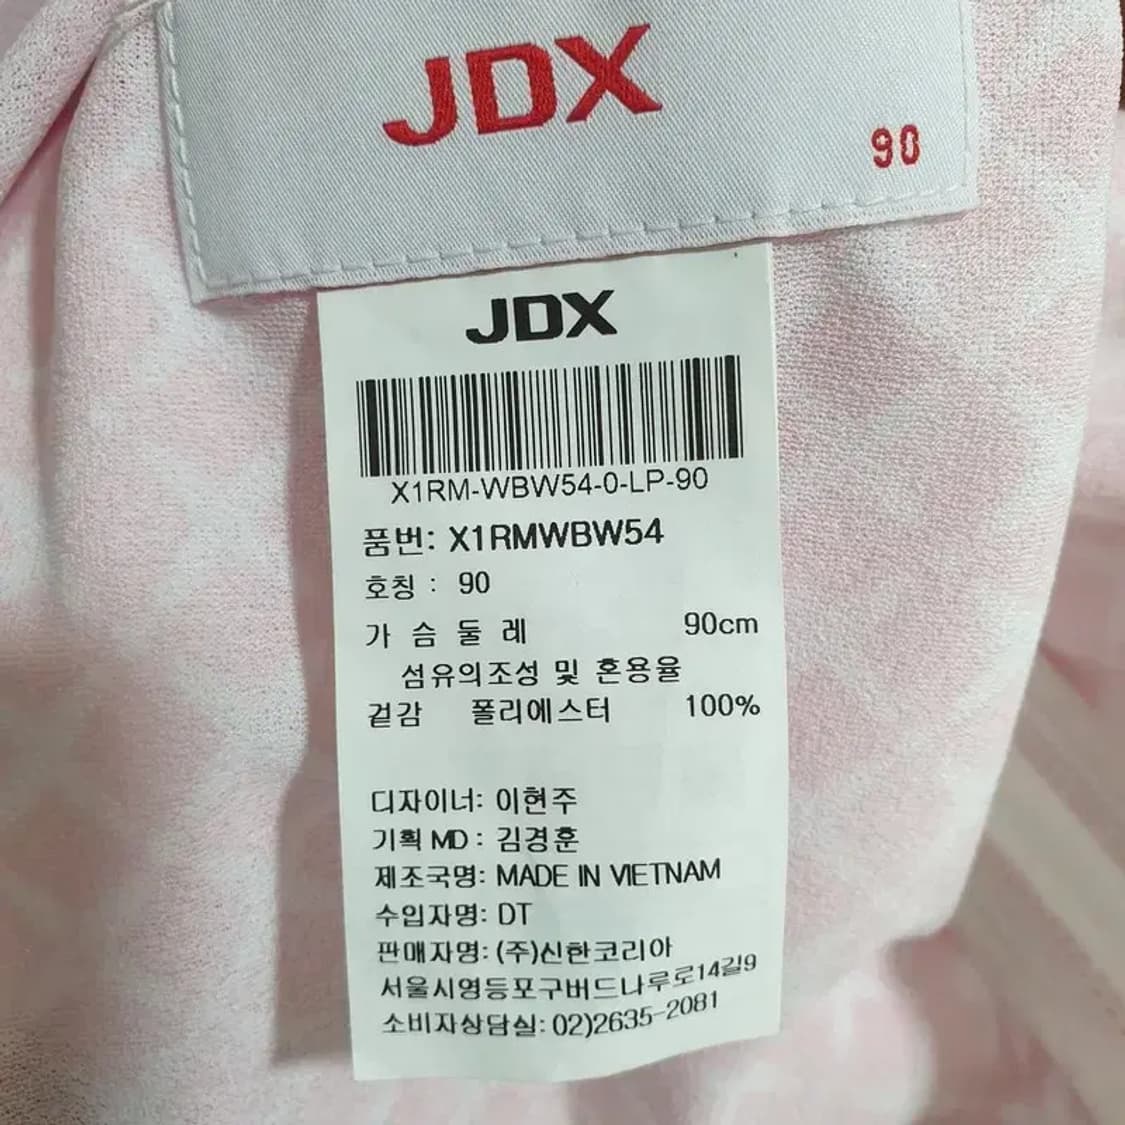 JDX
90
JDX
X1RM-WBW54-0-LP-90
품번: X1RMWBW54
호칭 : 90
가 슴 둘 레 90cm
섬유의조성 및 혼용율
겉감 폴리에스터 100%
디자이너: 이현주
기획 MD : 김경훈
제조국명: MADE IN VIETNAM
수입자명: DT
판매자명: (주)신한코리아
서울시영등포구버드나루로14길9
소비자상담실: 02)2635-2081